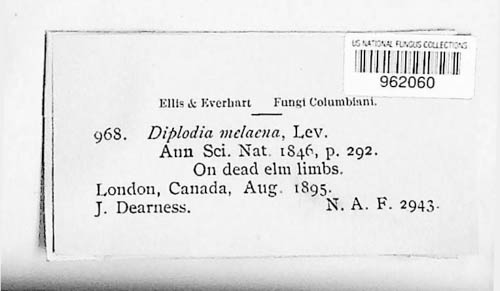 US NATIONAL FUNGUS COLLECTIONS
962060
Ellis & Everhart Fungi Columbiani.
968. Diplodia melaena, Lev.
Ann Sci. Nat. 1846, p. 292.
On dead elm limbs.
London, Canada, Aug. 1895.
J. Dearness. N. A. F. 2943.